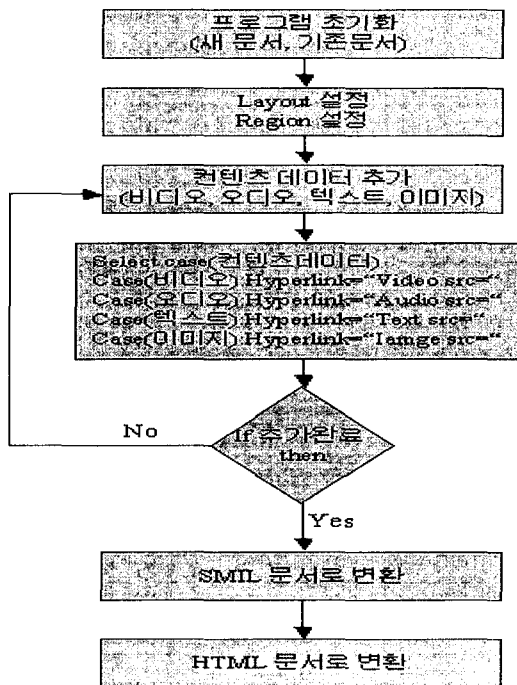 프로그램 초기화
(새 문서, 기존문서)
Layout 설정
Region 설정
컨텐츠 데이터 추가
(비디오, 오디오, 텍스트, 이미지)
Select case(컨텐츠데이터)
Case(비디오) Hyperlink=“Video src=“
Case(오디오) Hyperlink=“Audio src=“
Case(텍스트) Hyperlink=“Text src=“
Case(이미지) Hyperlink=“Iamge src=“
No
If 추가완료
then
Yes
SMIL 문서로 변환
HTML 문서로 변환